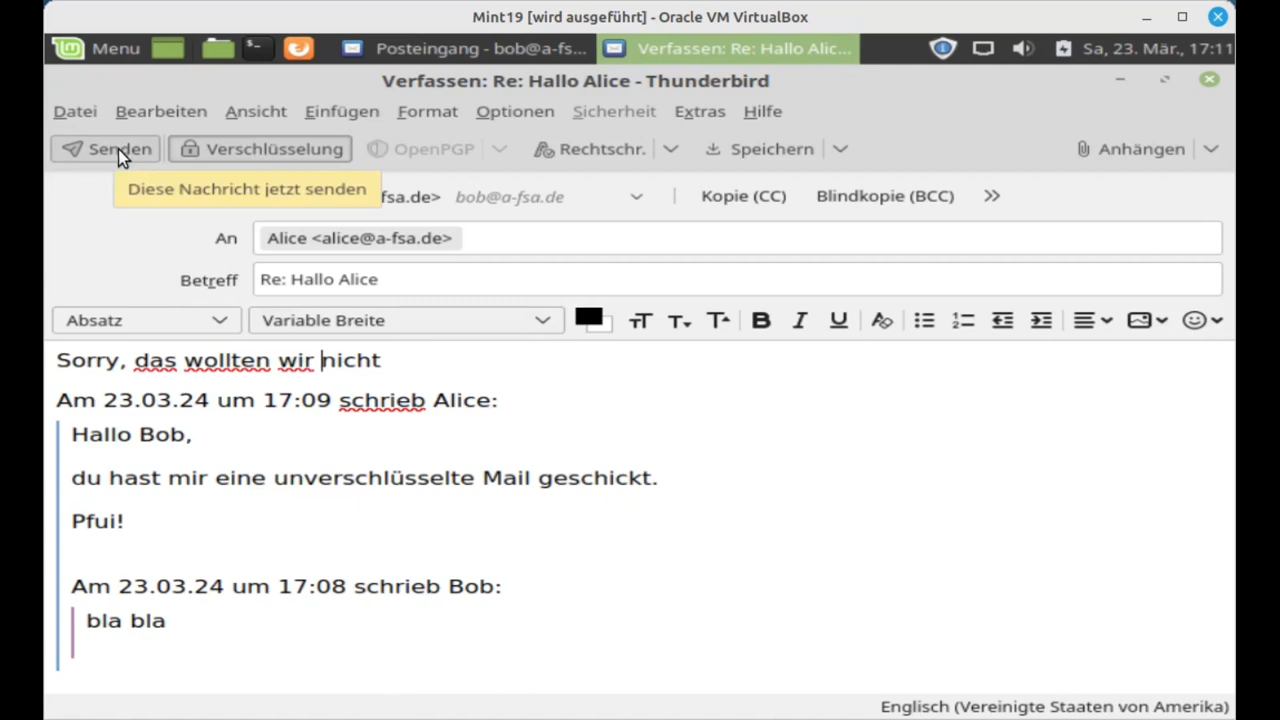 Mint19 [wird ausgeführt] - Oracle VM VirtualBox
Menu Posteingang - bob@a-fs... Verfassen: Re: Hallo Alic... Sa, 23. Mär., 17:11
Verfassen: Re: Hallo Alice - Thunderbird
Datei Bearbeiten Ansicht Einfügen Format Optionen Sicherheit Extras Hilfe
Senden Verschlüsselung OpenPGP Rechtschr. Speichern Anhängen
Diese Nachricht jetzt senden
fsa.de> bob@a-fsa.de Kopie (CC) Blindkopie (BCC)
An Alice <alice@a-fsa.de>
Betreff Re: Hallo Alice
Absatz Variable Breite
Sorry, das wollten wir nicht
Am 23.03.24 um 17:09 schrieb Alice:
Hallo Bob,
du hast mir eine unverschlüsselte Mail geschickt.
Pfui!
Am 23.03.24 um 17:08 schrieb Bob:
bla bla
Englisch (Vereinigte Staaten von Amerika)